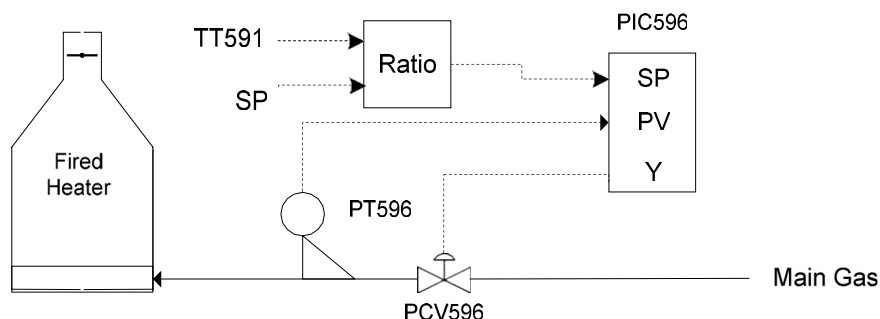 PIC596
TT591
Ratio
SP
SP
PV
Y
Fired
Heater
PT596
Main Gas
PCV596